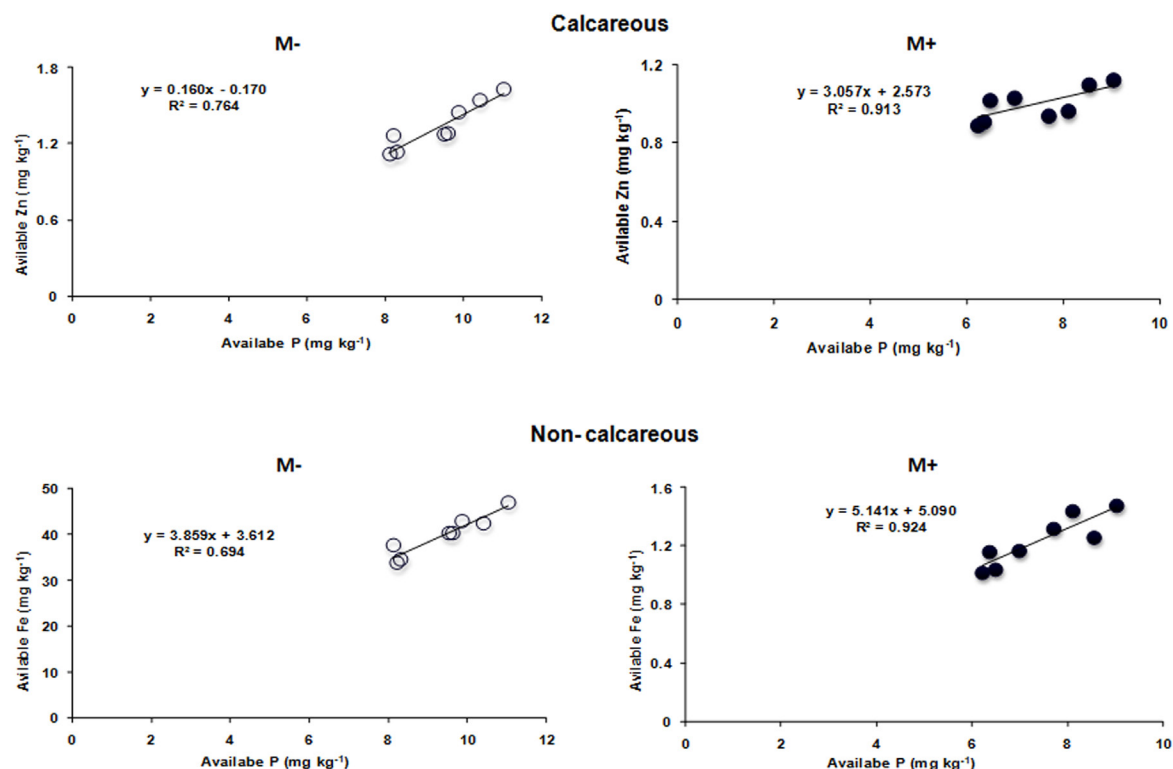 Calcareous
M-
M+
1.8
1.2
0.6
0
y = 0.160x - 0.170
R² = 0.764
Avilable Zn (mg kg⁻¹)
0 2 4 6 8 10 12
Availabe P (mg kg⁻¹)
1.2
0.8
0.4
0
y = 3.057x + 2.573
R² = 0.913
Avilable Zn (mg kg⁻¹)
0 2 4 6 8 10
Availabe P (mg kg⁻¹)
Non-calcareous
M-
M+
50
40
30
20
10
0
y = 3.859x + 3.612
R² = 0.694
Avilable Fe (mg kg⁻¹)
0 2 4 6 8 10 12
Availabe P (mg kg⁻¹)
1.6
1.2
0.8
0.4
0
y = 5.141x + 5.090
R² = 0.924
Avilable Fe (mg kg⁻¹)
0 2 4 6 8 10
Availabe P (mg kg⁻¹)